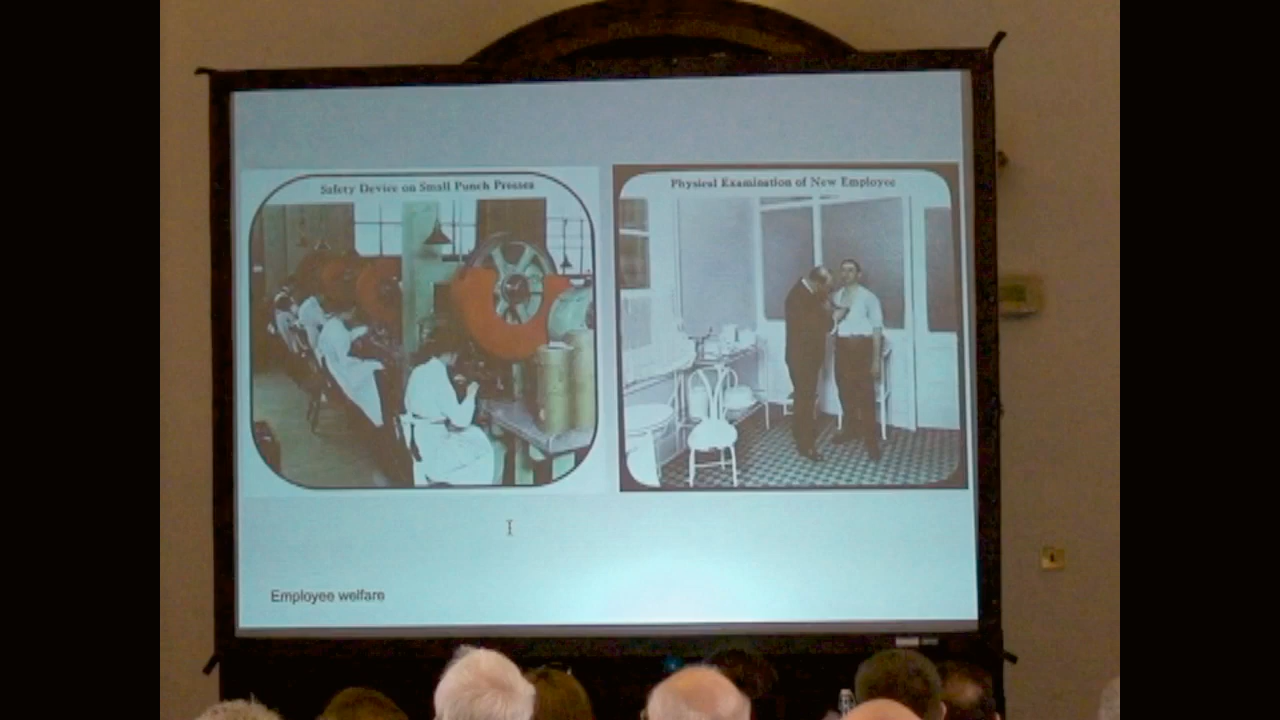 Safety Device on Small Punch Presses
Physical Examination of New Employee
Employee welfare